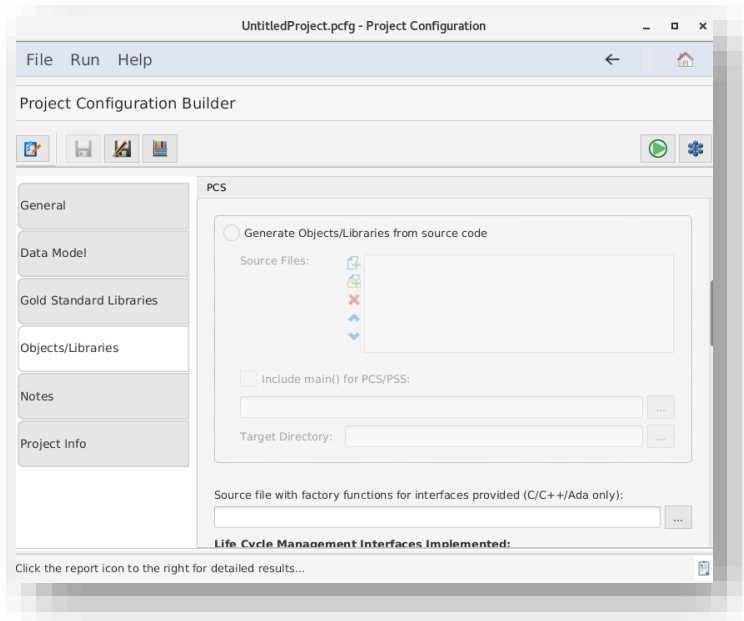 UntitledProject.pcfg - Project Configuration
File Run Help
Project Configuration Builder
PCS
General
Data Model
Gold Standard Libraries
Objects/Libraries
Notes
Project Info
Generate Objects/Libraries from source code
Source Files:
Include main() for PCS/PSS:
...
Target Directory:
...
Source file with factory functions for interfaces provided (C/C++/Ada only):
...
Life Cycle Management Interfaces Implemented:
Click the report icon to the right for detailed results...